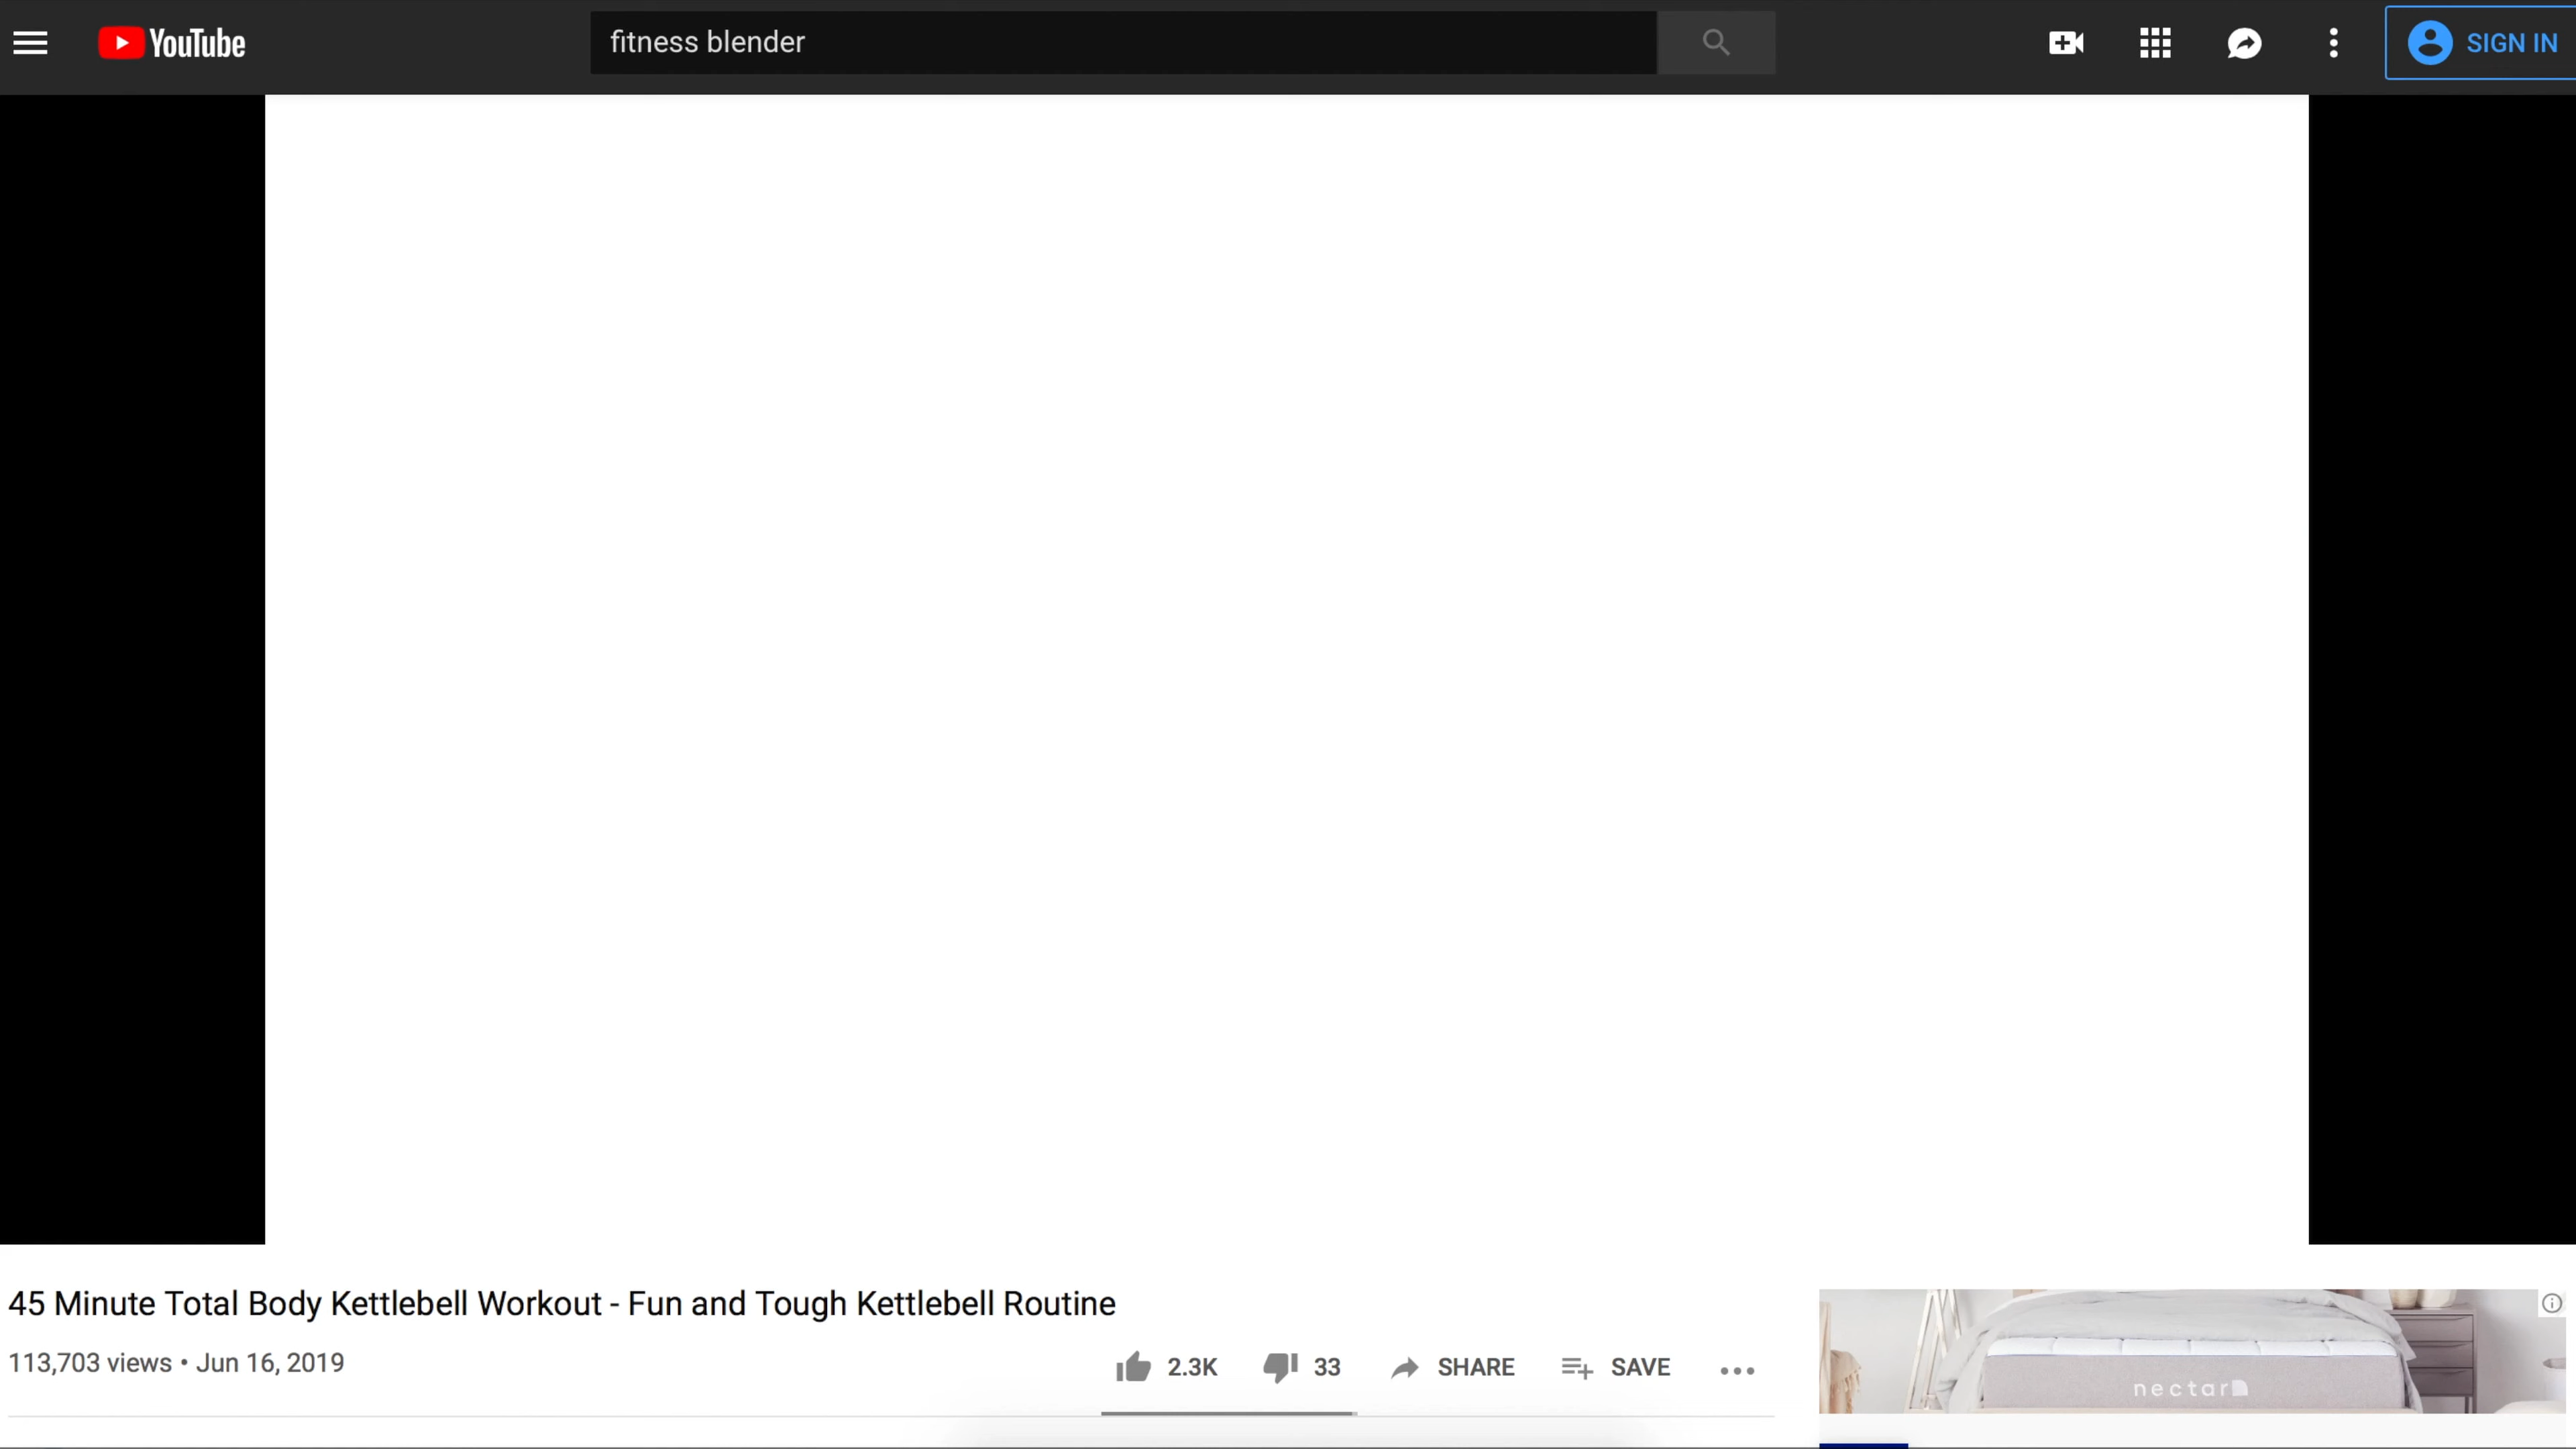 YouTube
fitness blender
SIGN IN
45 Minute Total Body Kettlebell Workout - Fun and Tough Kettlebell Routine
113,703 views • Jun 16, 2019
2.3K
33
SHARE
SAVE
nectar